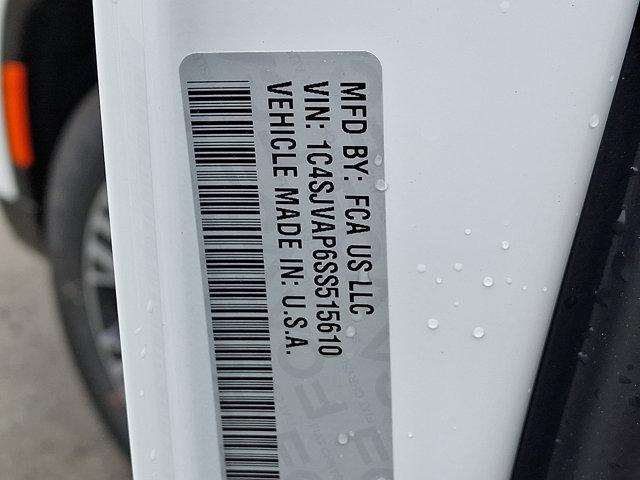 MFD BY: FCA US LLC
VIN: 1C4SJVAP6SS515610
VEHICLE MADE IN: U.S.A.